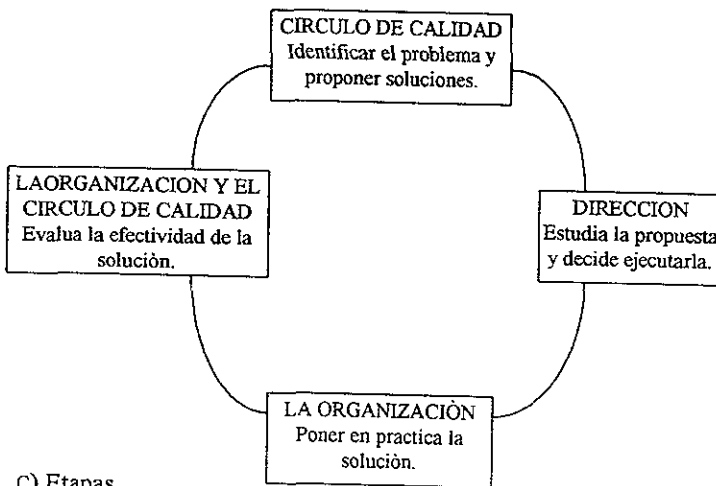 CIRCULO DE CALIDAD
Identificar el problema y
proponer soluciones.
LAORGANIZACION Y EL
CIRCULO DE CALIDAD
Evalua la efectividad de la
soluciòn.
DIRECCION
Estudia la propuesta
y decide ejecutarla.
LA ORGANIZACIÒN
Poner en practica la
soluciòn.
C) Etapas